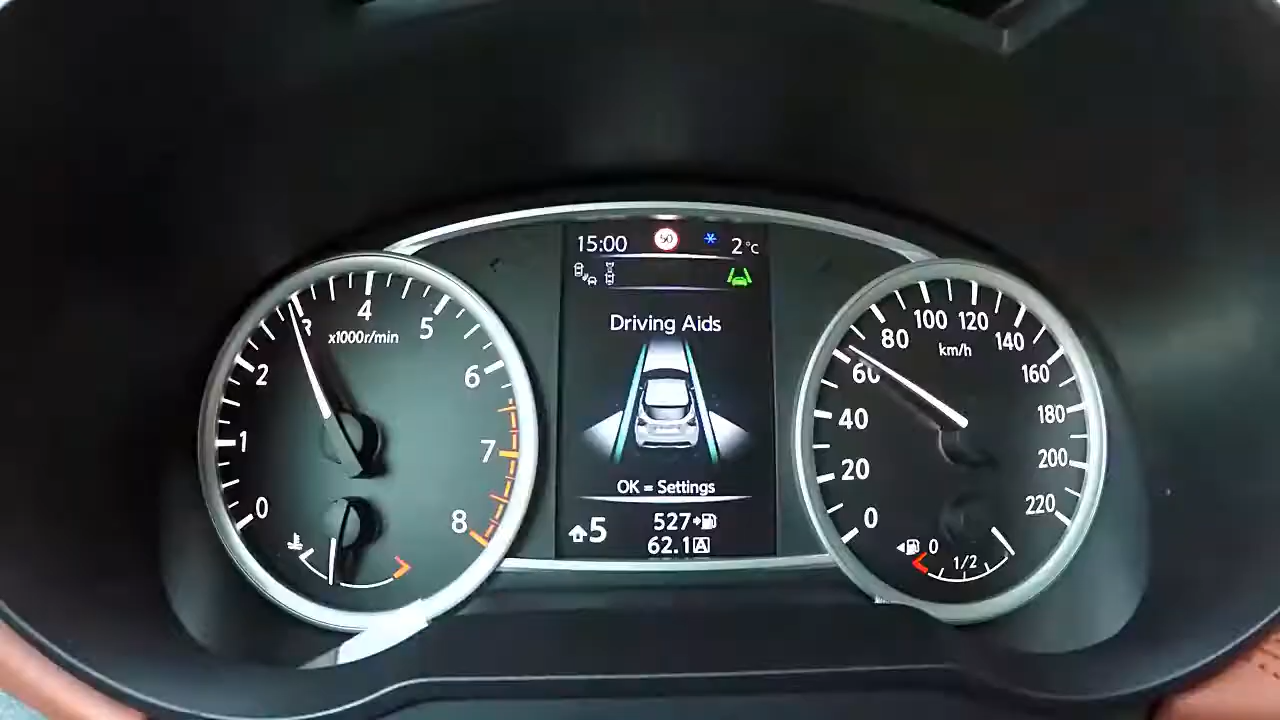 15:00 50 2°C
Driving Aids
OK = Settings
5 527
62.1 A
0 1 2 3 4 5 6 7 8
x1000r/min
0 20 40 60 80 100 120 140 160 180 200 220
km/h
0 1/2